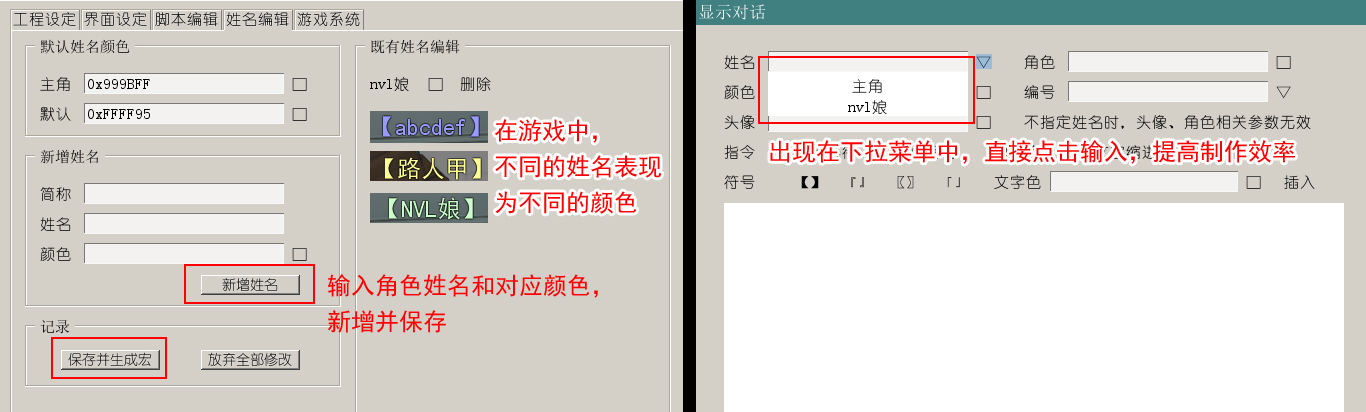 工程设定 界面设定 脚本编辑 姓名编辑 游戏系统
默认姓名颜色
主角 0x999BFF
默认 0xFFFF95
新增姓名
简称
姓名
颜色
新增姓名
记录
保存并生成宏 放弃全部修改
既有姓名编辑
nvl娘 删除
【abcdef】
【路人甲】
【NVL娘】
在游戏中，
不同的姓名表现
为不同的颜色
输入角色姓名和对应颜色，
新增并保存
显示对话
姓名 ▽ 角色
主角
颜色 编号 ▽
nvl娘
头像 不指定姓名时，头像、角色相关参数无效
指令
出现在下拉菜单中，直接点击输入，提高制作效率
符号 【】 『』 〖〗 「」 文字色 插入